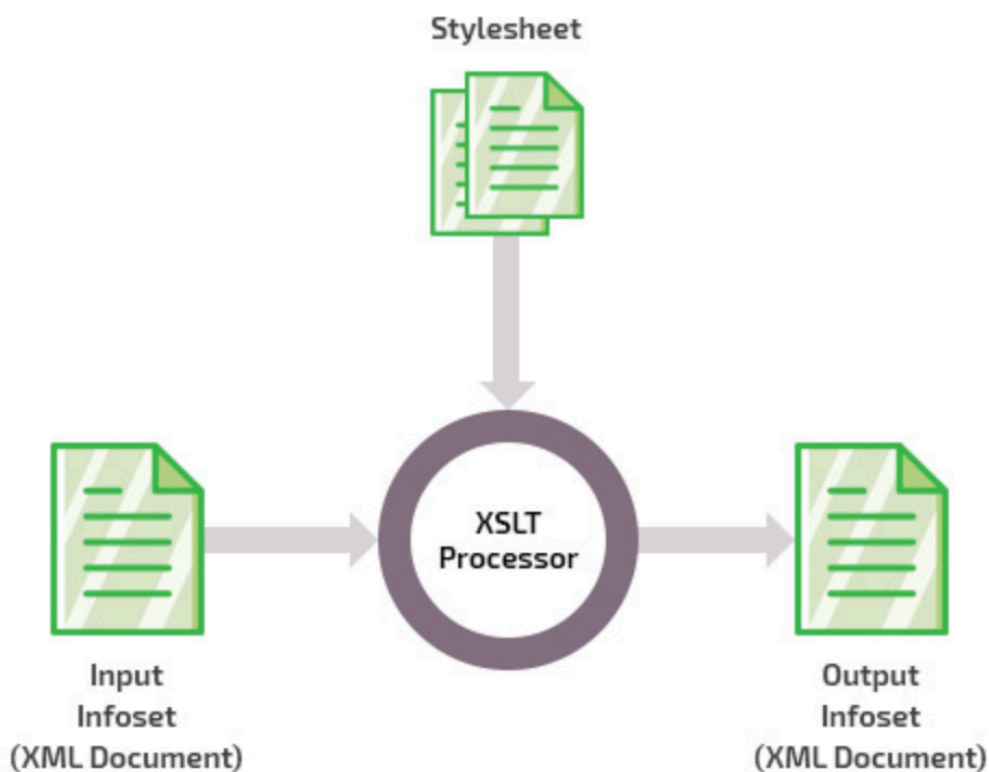 Stylesheet
XSLT
Processor
Input
Infoset
(XML Document)
Output
Infoset
(XML Document)